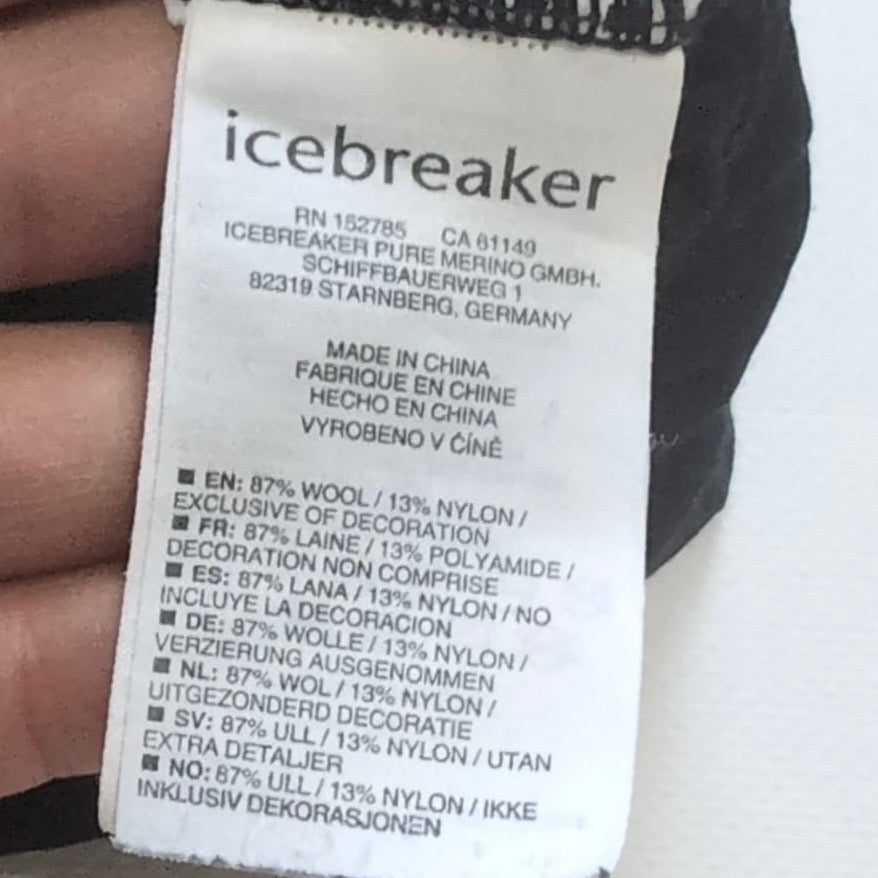 icebreaker
RN 152785 CA 61149
ICEBREAKER PURE MERINO GMBH.
SCHIFFBAUERWEG 1
82319 STARNBERG, GERMANY
MADE IN CHINA
FABRIQUE EN CHINE
HECHO EN CHINA
VYROBENO V ČÍNĚ
■ EN: 87% WOOL / 13% NYLON /
EXCLUSIVE OF DECORATION
■ FR: 87% LAINE / 13% POLYAMIDE /
DECORATION NON COMPRISE
■ ES: 87% LANA / 13% NYLON / NO
INCLUYE LA DECORACION
■ DE: 87% WOLLE / 13% NYLON /
VERZIERUNG AUSGENOMMEN
■ NL: 87% WOL / 13% NYLON /
UITGEZONDERD DECORATIE
■ SV: 87% ULL / 13% NYLON / UTAN
EXTRA DETALJER
■ NO: 87% ULL / 13% NYLON / IKKE
INKLUSIV DEKORASJONEN